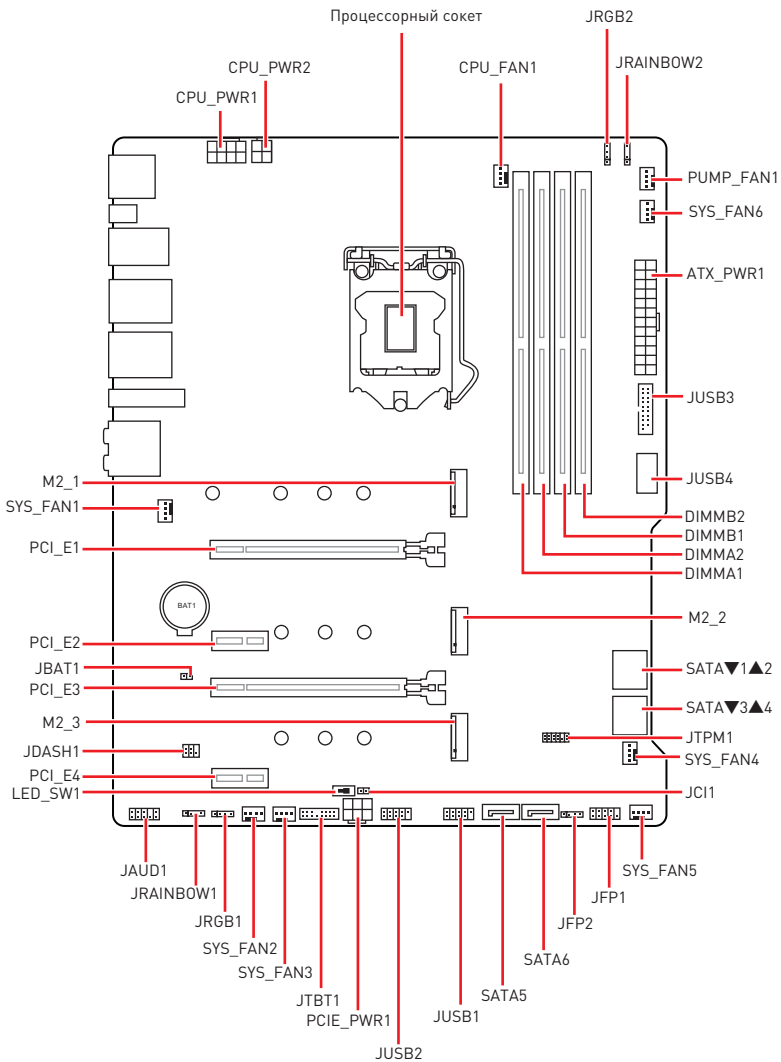 Процессорный сокет
JRGB2
CPU_PWR2
CPU_FAN1
JRAINBOW2
CPU_PWR1
PUMP_FAN1
SYS_FAN6
ATX_PWR1
JUSB3
M2_1
JUSB4
SYS_FAN1
DIMMB2
DIMMB1
PCI_E1
DIMMA2
DIMMA1
BAT1
M2_2
PCI_E2
JBAT1
SATA▼1▲2
PCI_E3
SATA▼3▲4
M2_3
JTPM1
JDASH1
SYS_FAN4
PCI_E4
LED_SW1
JCI1
JAUD1
SYS_FAN5
JRAINBOW1
JFP1
JRGB1
JFP2
SYS_FAN2
SATA6
SYS_FAN3
SATA5
JTBT1
JUSB1
PCIE_PWR1
JUSB2